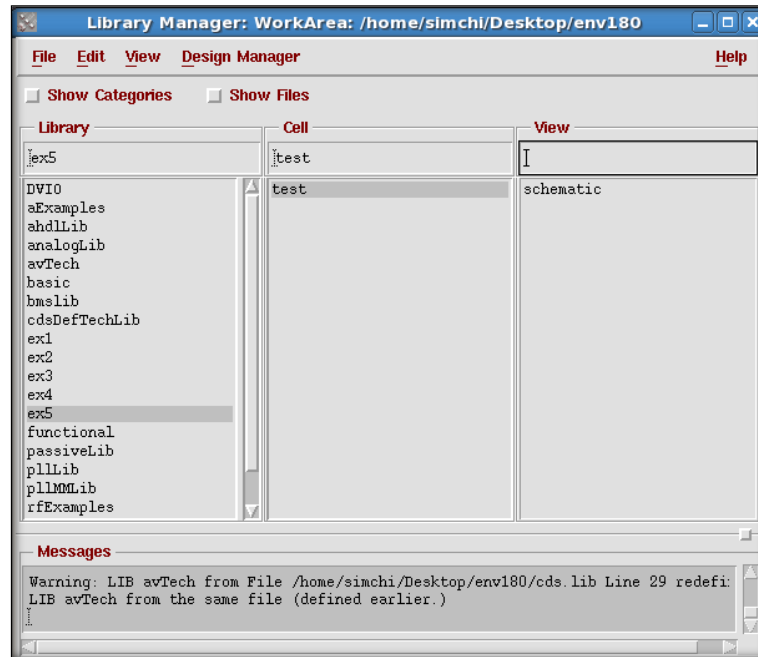 Library Manager: WorkArea: /home/simchi/Desktop/env180
File Edit View Design Manager Help
Show Categories Show Files
Library Cell View
ex5 test
DVIO
aExamples
ahdlLib
analogLib
avTech
basic
bmslib
cdsDefTechLib
ex1
ex2
ex3
ex4
ex5
functional
passiveLib
pllLib
pllMMLib
rfExamples
test
schematic
Messages
Warning: LIB avTech from File /home/simchi/Desktop/env180/cds.lib Line 29 redefi
LIB avTech from the same file (defined earlier.)